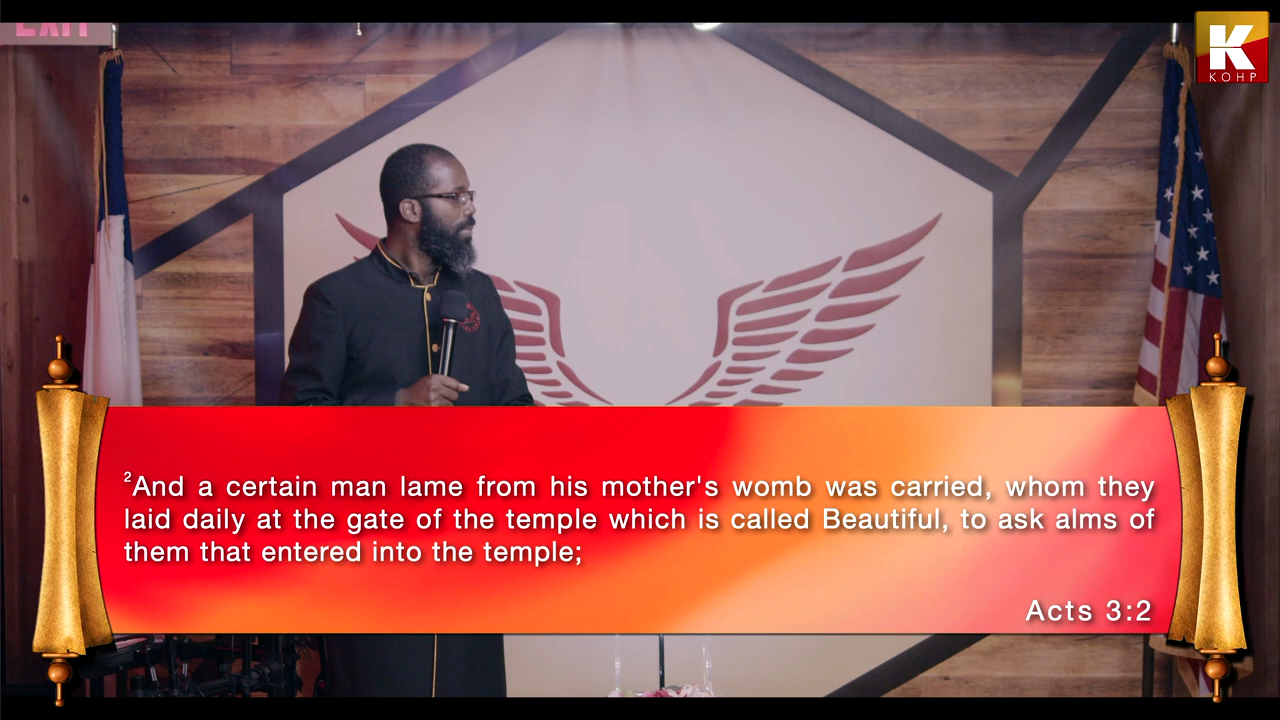 EXIT
K
KOHP
²And a certain man lame from his mother's womb was carried, whom they
laid daily at the gate of the temple which is called Beautiful, to ask alms of
them that entered into the temple;
Acts 3:2